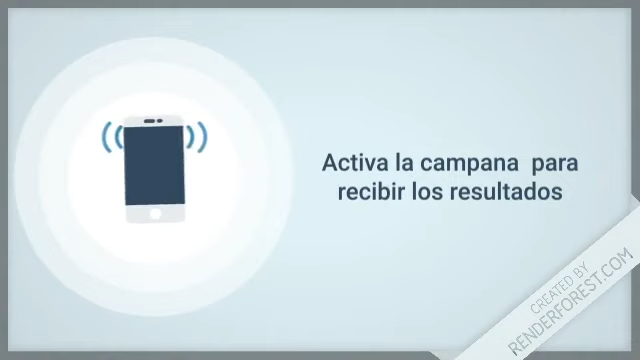 Activa la campana para
recibir los resultados
CREATED BY
RENDERFOREST.COM